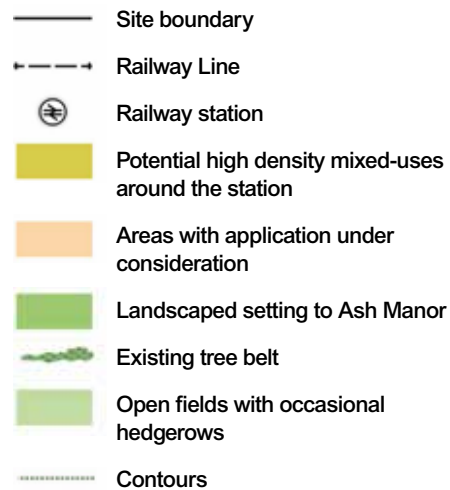 Site boundary
Railway Line
Railway station
Potential high density mixed-uses
around the station
Areas with application under
consideration
Landscaped setting to Ash Manor
Existing tree belt
Open fields with occasional
hedgerows
Contours